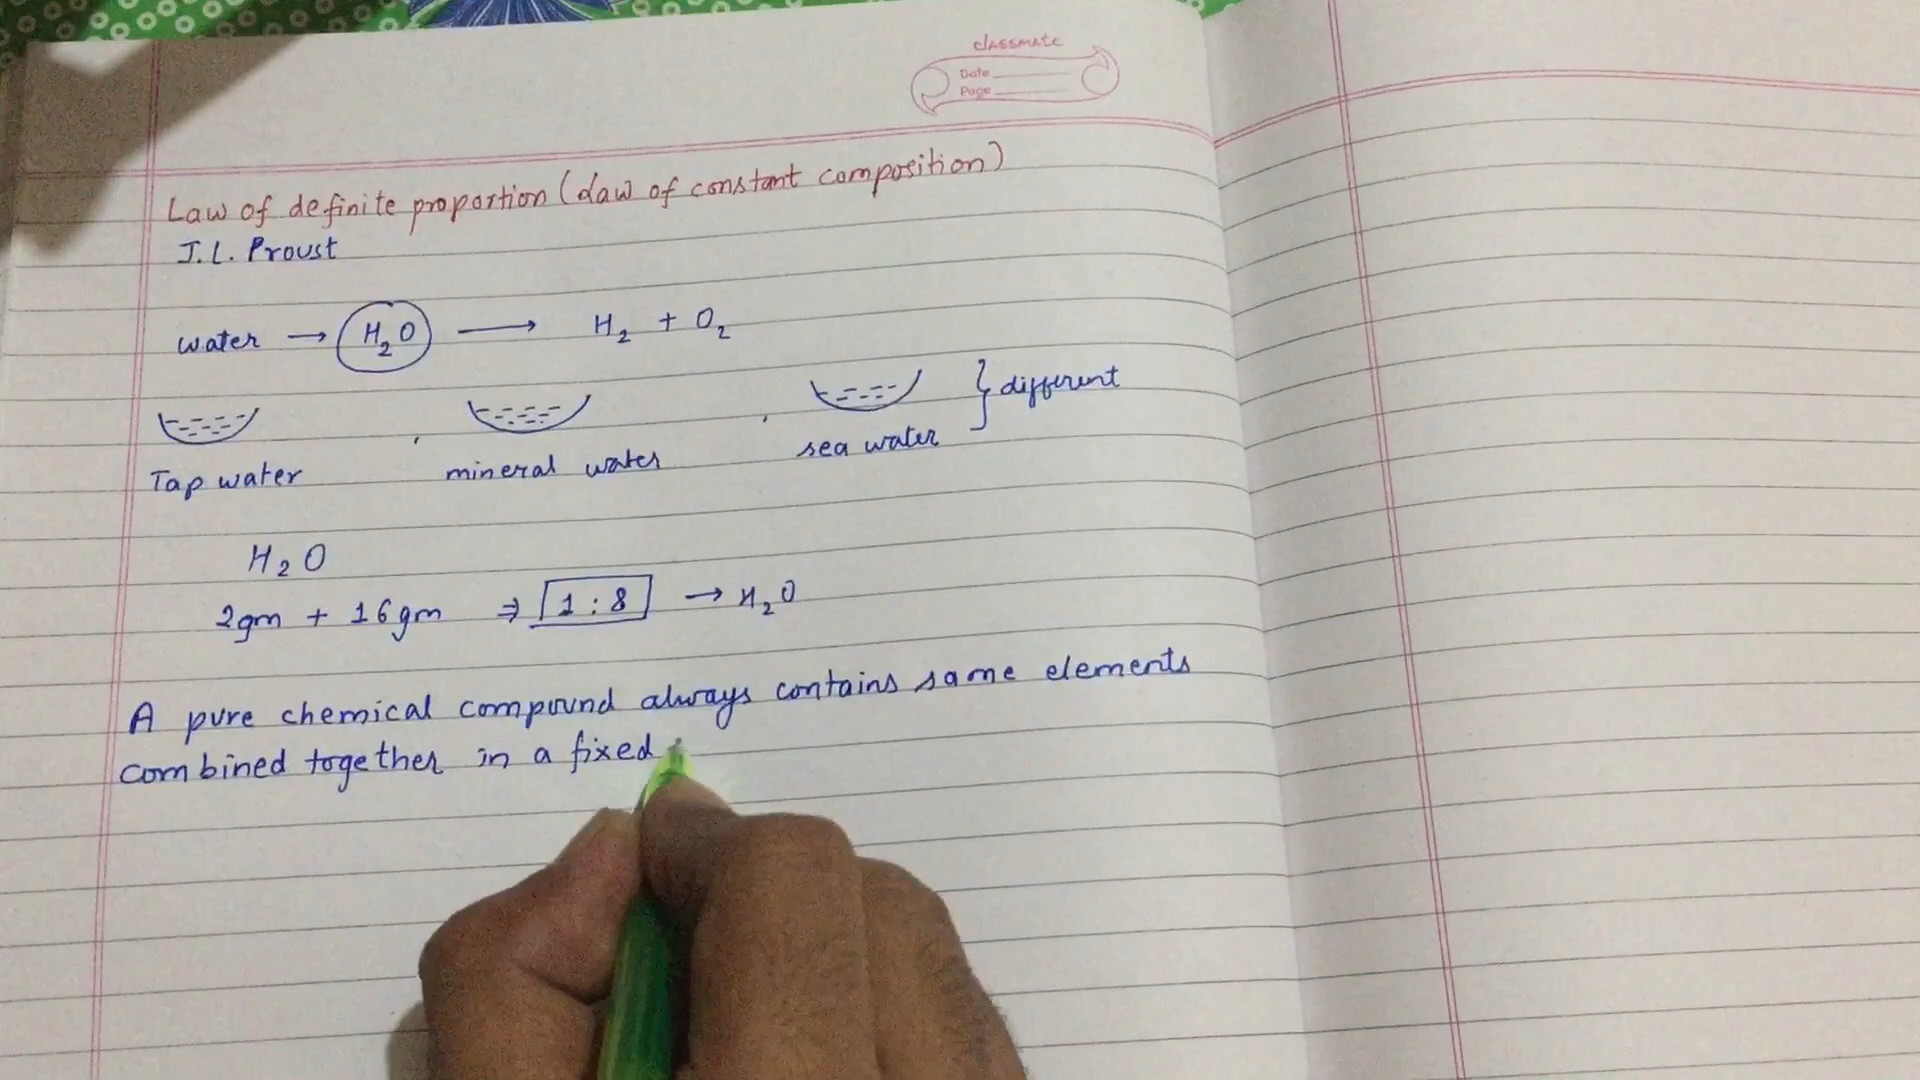 classmate
Date
Page
Law of definite proportion (Law of constant composition)
J.L. Proust
water → H₂O ⟶ H₂ + O₂
} different
Tap water , mineral water , sea water
H₂O
2gm + 16gm ⇒ 1 : 8 → H₂O
A pure chemical compound always contains same elements
combined together in a fixed